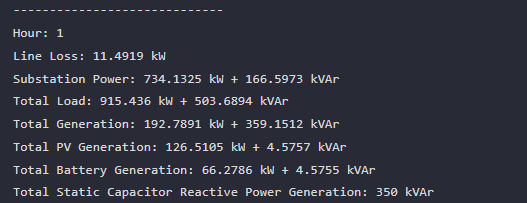 -----------------------------
Hour: 1
Line Loss: 11.4919 kW
Substation Power: 734.1325 kW + 166.5973 kVAr
Total Load: 915.436 kW + 503.6894 kVAr
Total Generation: 192.7891 kW + 359.1512 kVAr
Total PV Generation: 126.5105 kW + 4.5757 kVAr
Total Battery Generation: 66.2786 kW + 4.5755 kVAr
Total Static Capacitor Reactive Power Generation: 350 kVAr